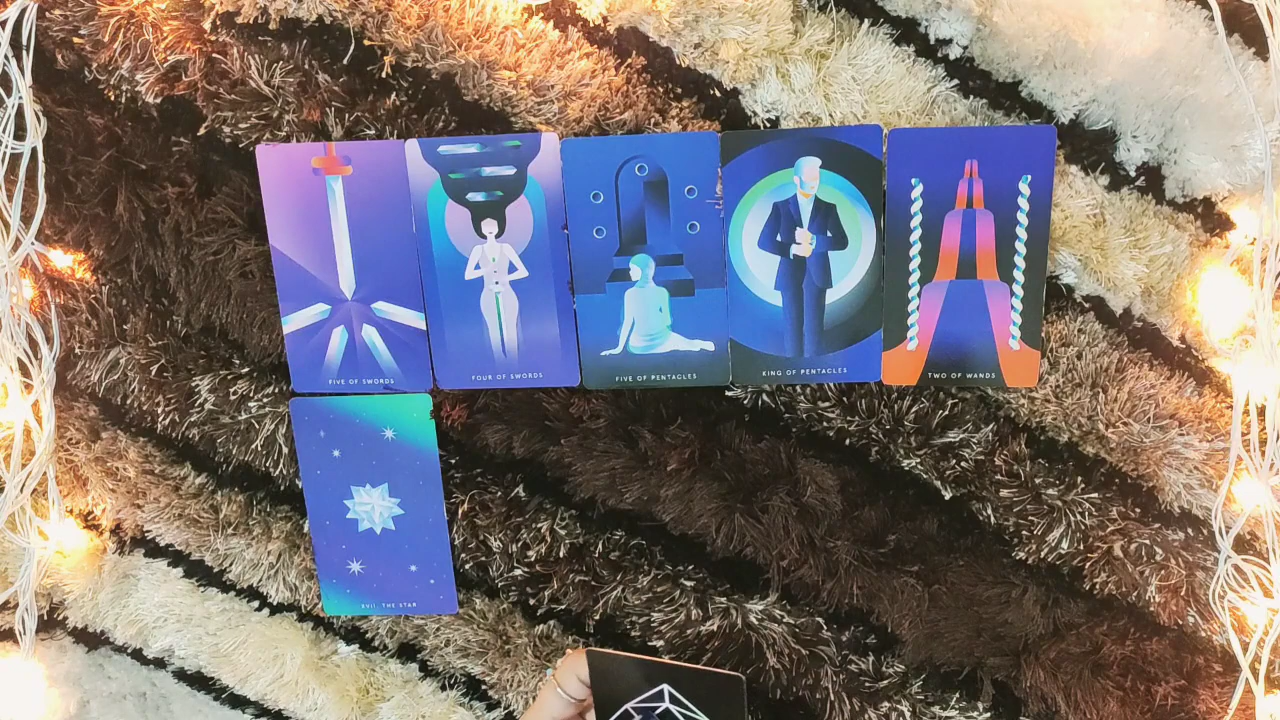 FIVE OF SWORDS
FOUR OF SWORDS
FIVE OF PENTACLES
KING OF PENTACLES
TWO OF WANDS
XVII. THE STAR